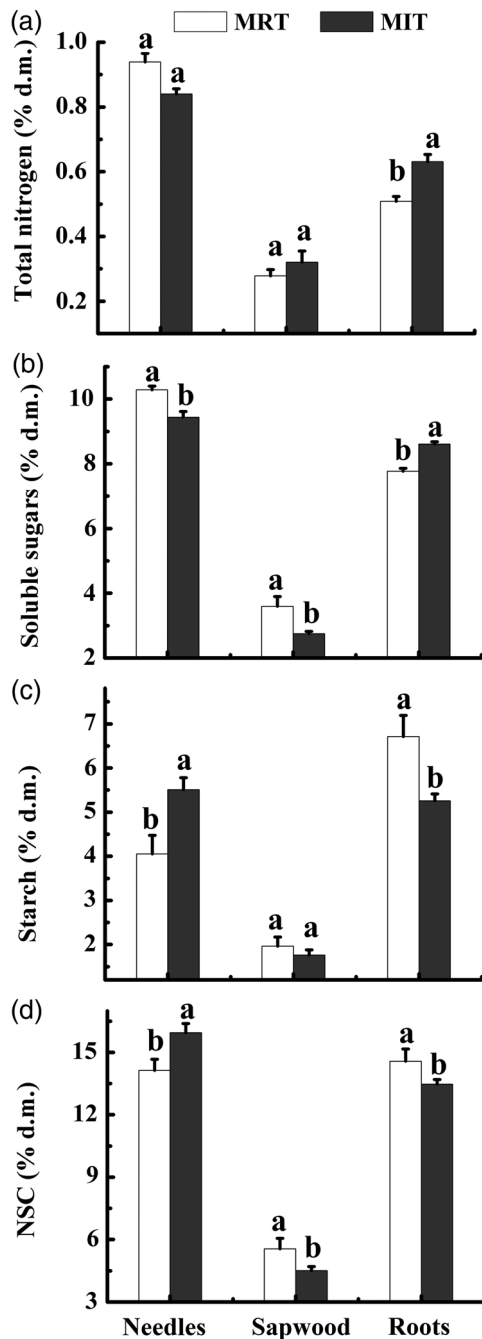 (a) MRT MIT
Total nitrogen (% d.m.)
1.0
0.8
0.6
0.4
0.2
a a
a a
b a
(b)
Soluble sugars (% d.m.)
10
8
6
4
2
a b
a b
b a
(c)
Starch (% d.m.)
7
6
5
4
3
2
b a
a a
a b
(d)
NSC (% d.m.)
15
12
9
6
3
b a
a b
a b
Needles Sapwood Roots